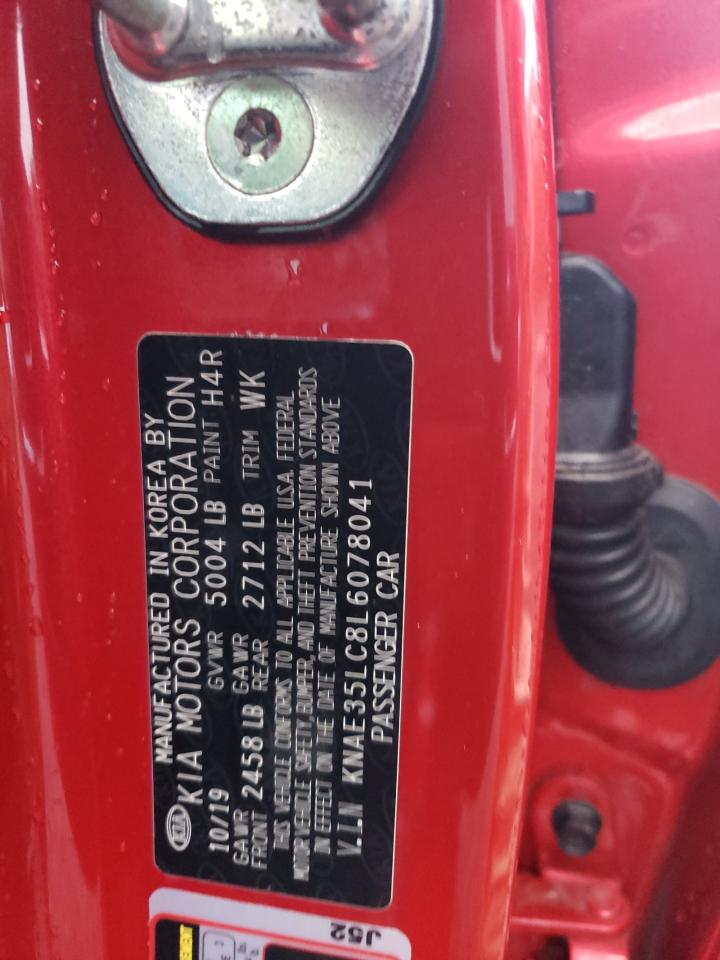 MANUFACTURED IN KOREA BY
KIA KIA MOTORS CORPORATION
10/19 GVWR 5004 LB PAINT H4R
GAWR FRONT 2458 LB GAWR REAR 2712 LB TRIM WK
THIS VEHICLE CONFORMS TO ALL APPLICABLE U.S.A. FEDERAL
MOTOR VEHICLE SAFETY, BUMPER, AND THEFT PREVENTION STANDARDS
IN EFFECT ON THE DATE OF MANUFACTURE SHOWN ABOVE
V.I.N KNAE35LC8L6078041
PASSENGER CAR
J52